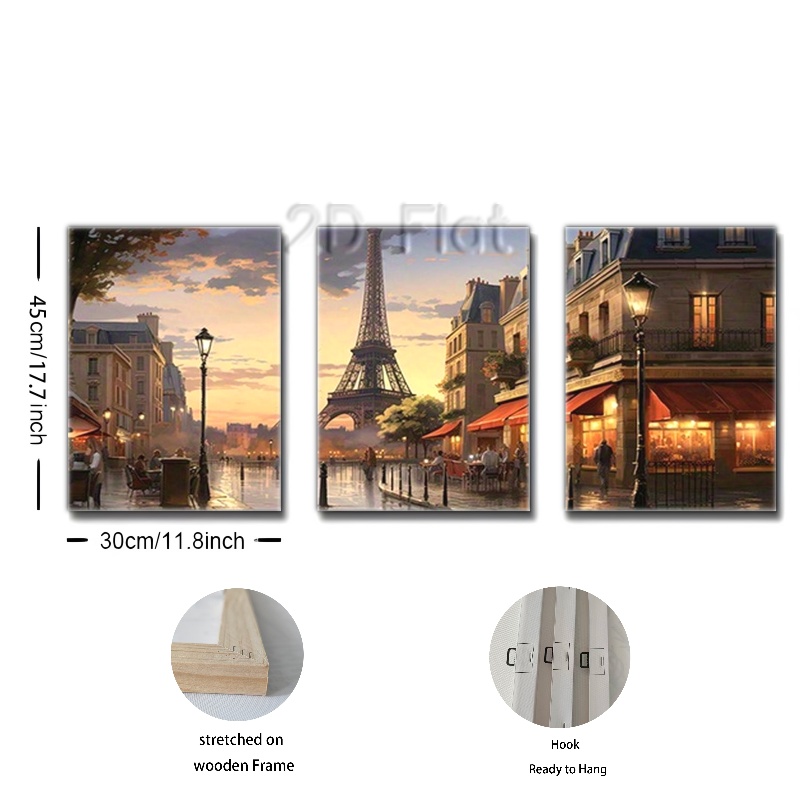 2D Flat
45cm/17.7inch
30cm/11.8inch
stretched on
wooden Frame
Hook
Ready to Hang